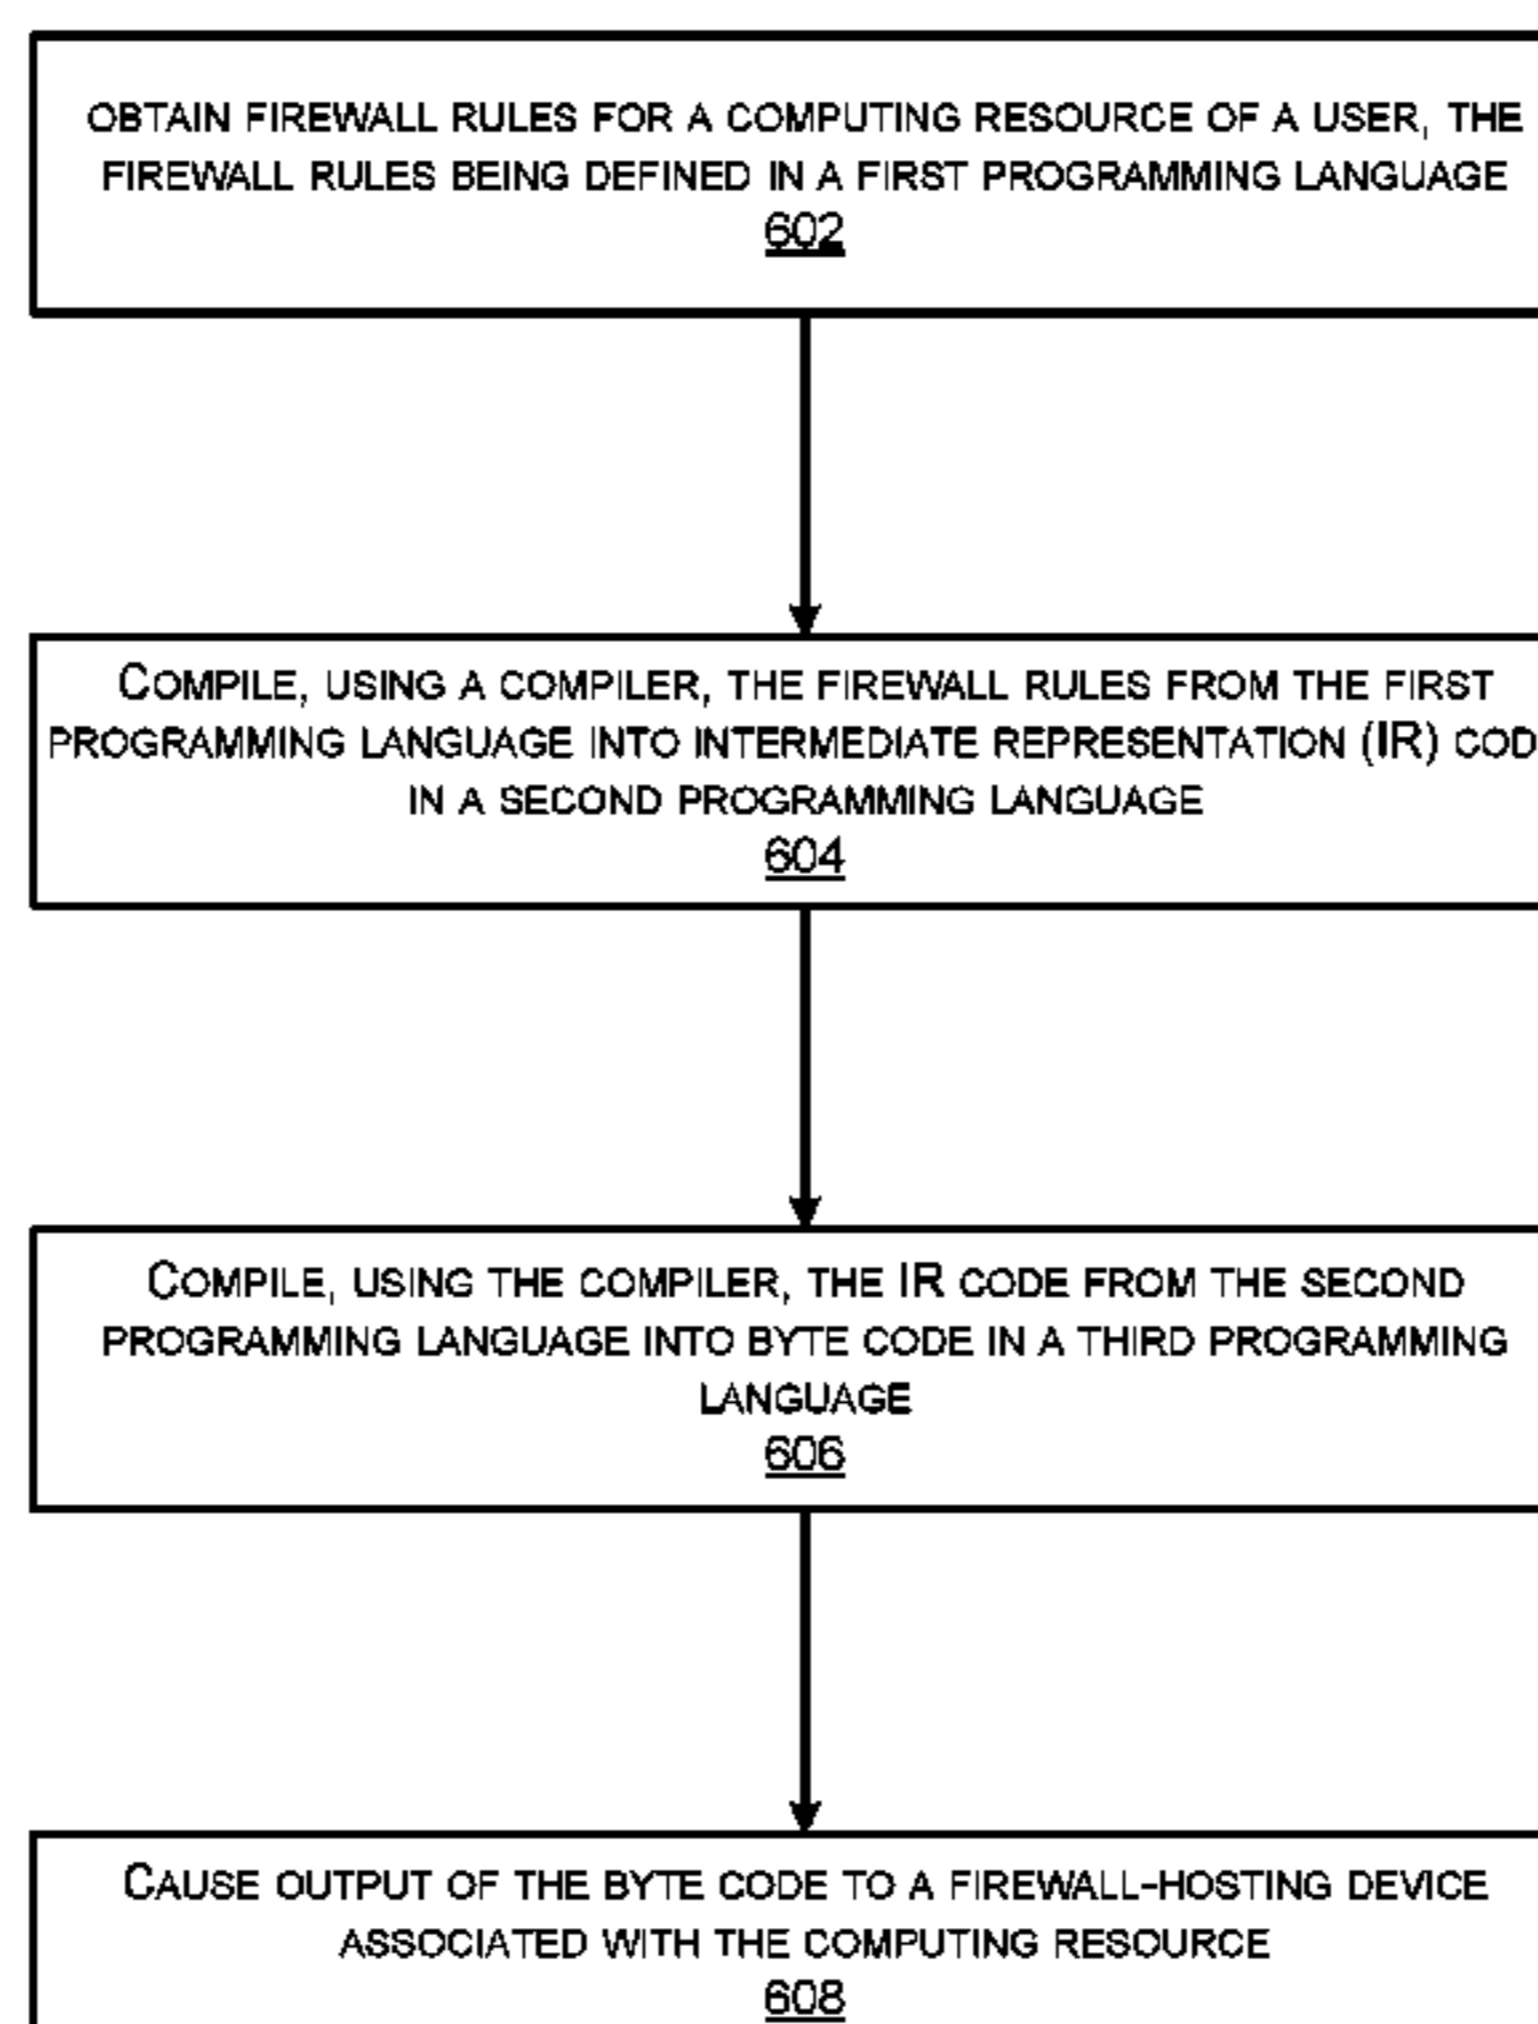 OBTAIN FIREWALL RULES FOR A COMPUTING RESOURCE OF A USER, THE
FIREWALL RULES BEING DEFINED IN A FIRST PROGRAMMING LANGUAGE
602
COMPILE, USING A COMPILER, THE FIREWALL RULES FROM THE FIRST
PROGRAMMING LANGUAGE INTO INTERMEDIATE REPRESENTATION (IR) COD
IN A SECOND PROGRAMMING LANGUAGE
604
COMPILE, USING THE COMPILER, THE IR CODE FROM THE SECOND
PROGRAMMING LANGUAGE INTO BYTE CODE IN A THIRD PROGRAMMING
LANGUAGE
606
CAUSE OUTPUT OF THE BYTE CODE TO A FIREWALL-HOSTING DEVICE
ASSOCIATED WITH THE COMPUTING RESOURCE
608